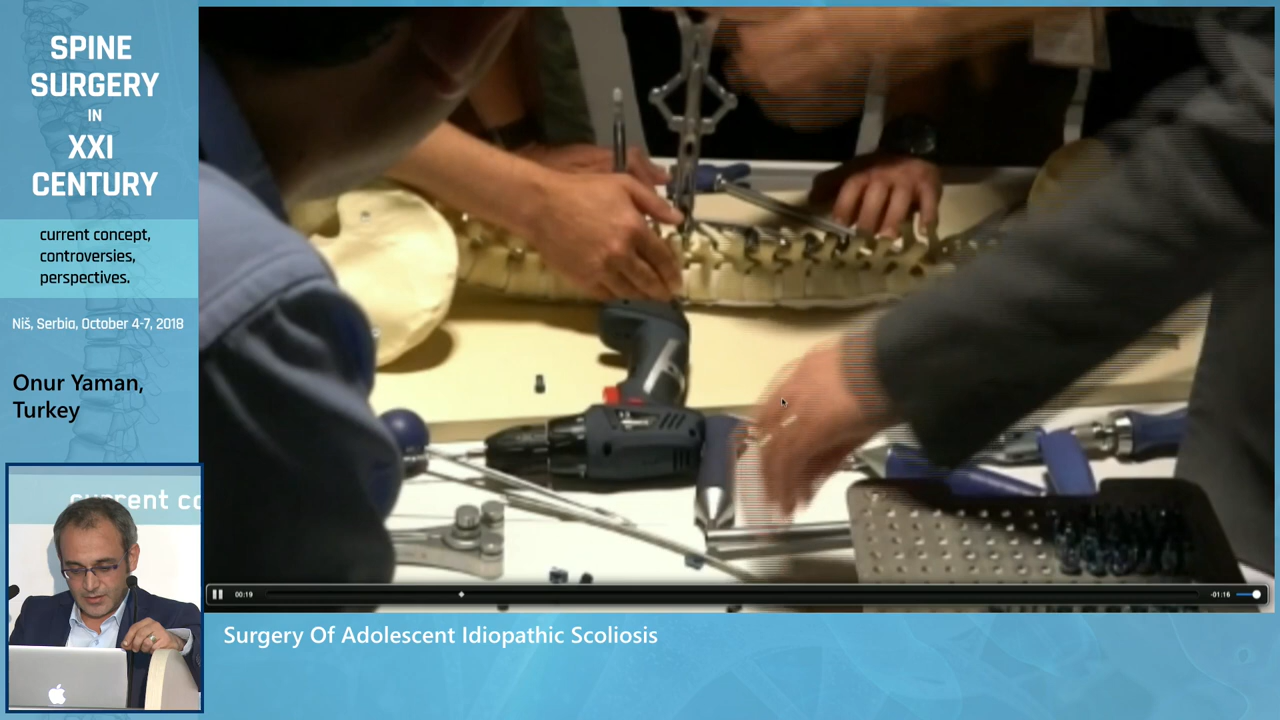 SPINE
SURGERY
IN
XXI
CENTURY
current concept,
controversies,
perspectives.
Niš, Serbia, October 4-7, 2018
Onur Yaman,
Turkey
current co
00:19
-01:16
Surgery Of Adolescent Idiopathic Scoliosis